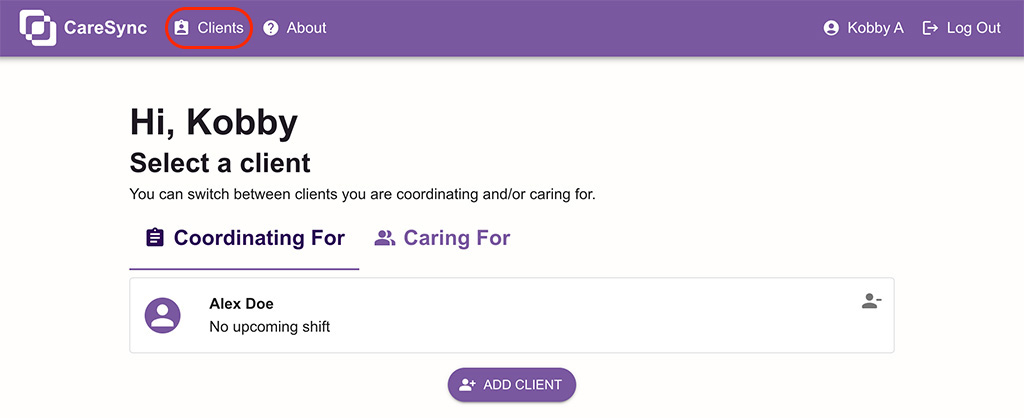 CareSync Clients About Kobby A Log Out
Hi, Kobby
Select a client
You can switch between clients you are coordinating and/or caring for.
Coordinating For Caring For
Alex Doe
No upcoming shift
ADD CLIENT